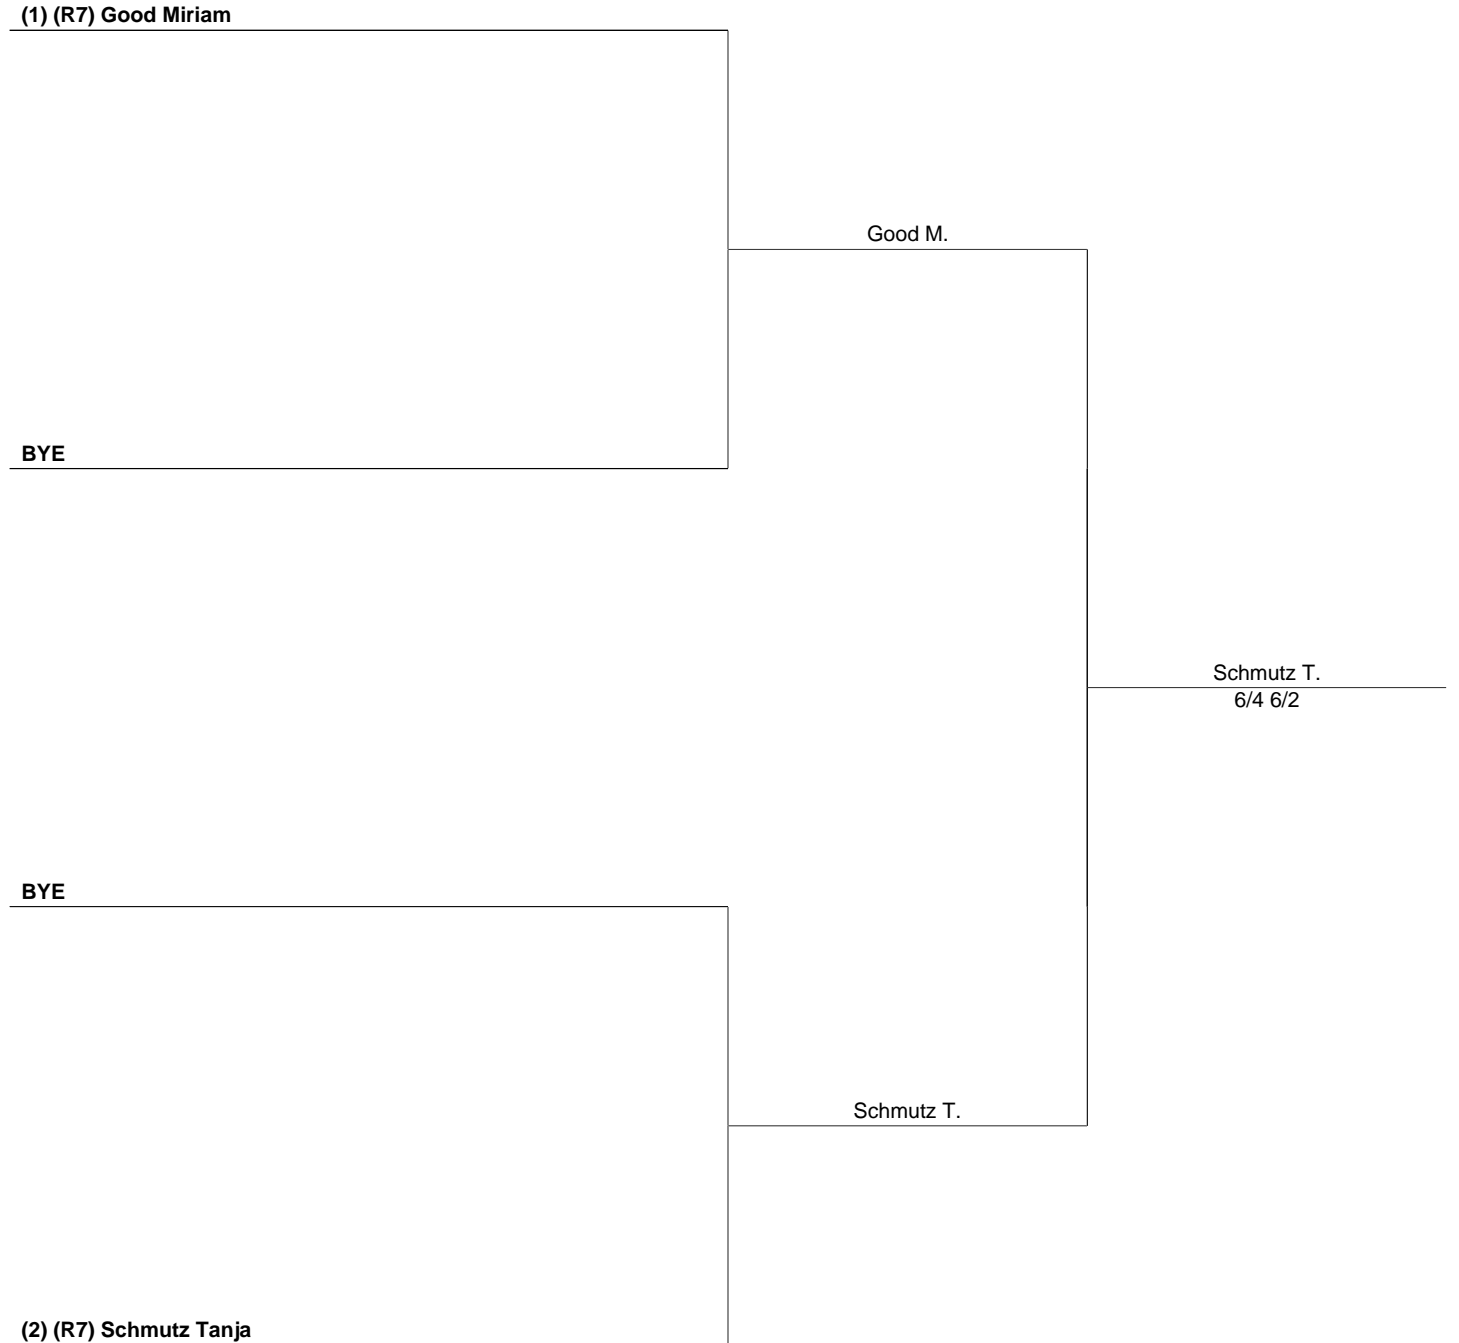 (1) (R7) Good Miriam
Good M.
BYE
Schmutz T.
6/4 6/2
BYE
Schmutz T.
(2) (R7) Schmutz Tanja